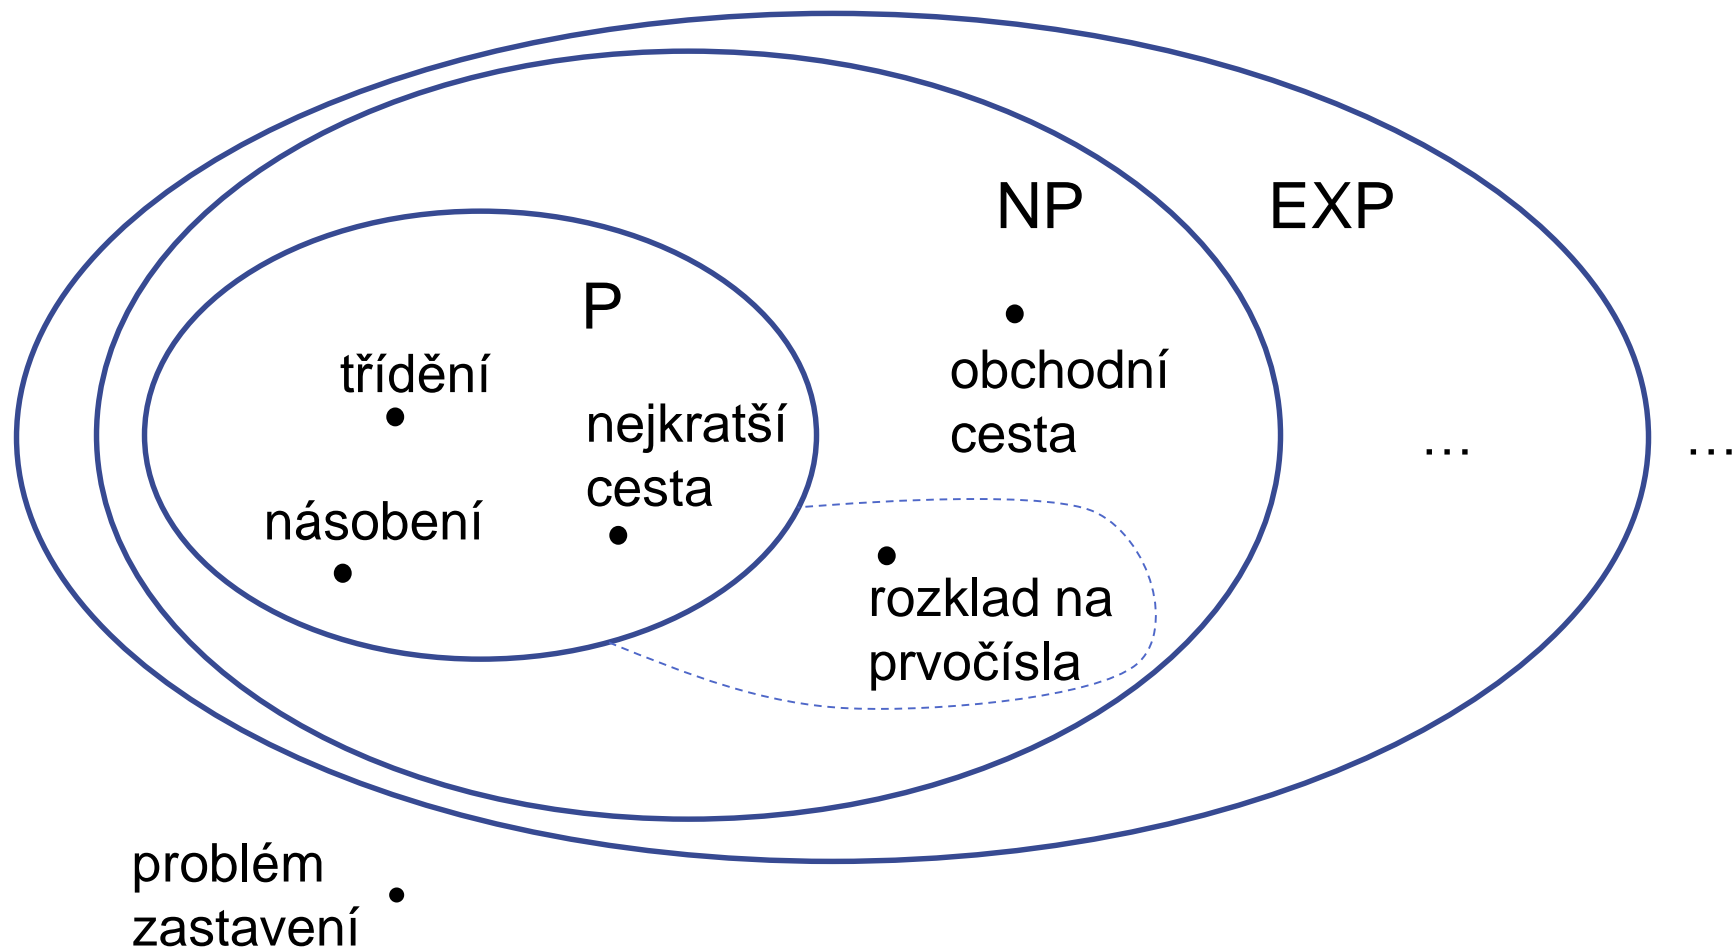 NP
EXP
P
třídění
obchodní
cesta
nejkratší
cesta
…
…
násobení
rozklad na
prvočísla
problém
zastavení